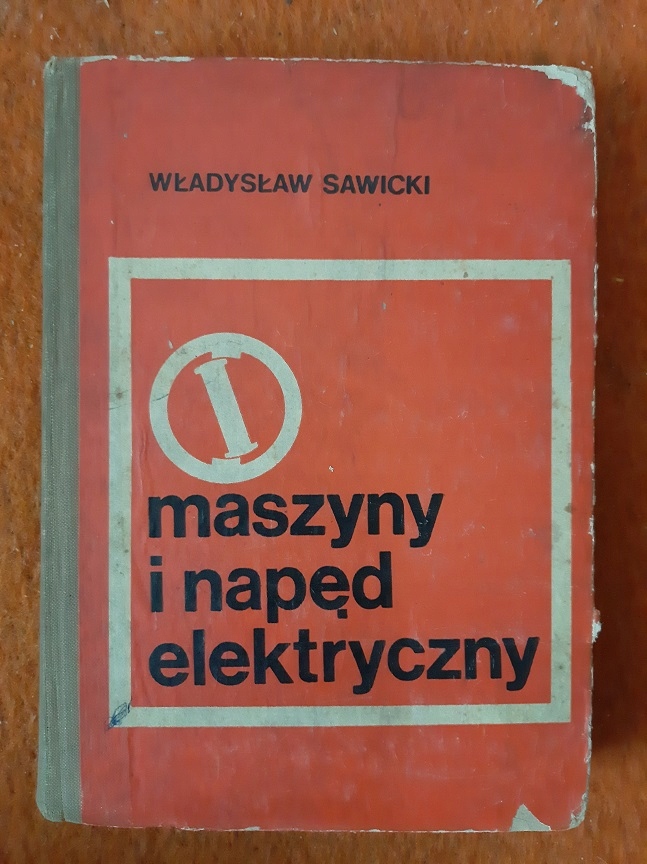 WŁADYSŁAW SAWICKI
maszyny
i napęd
elektryczny